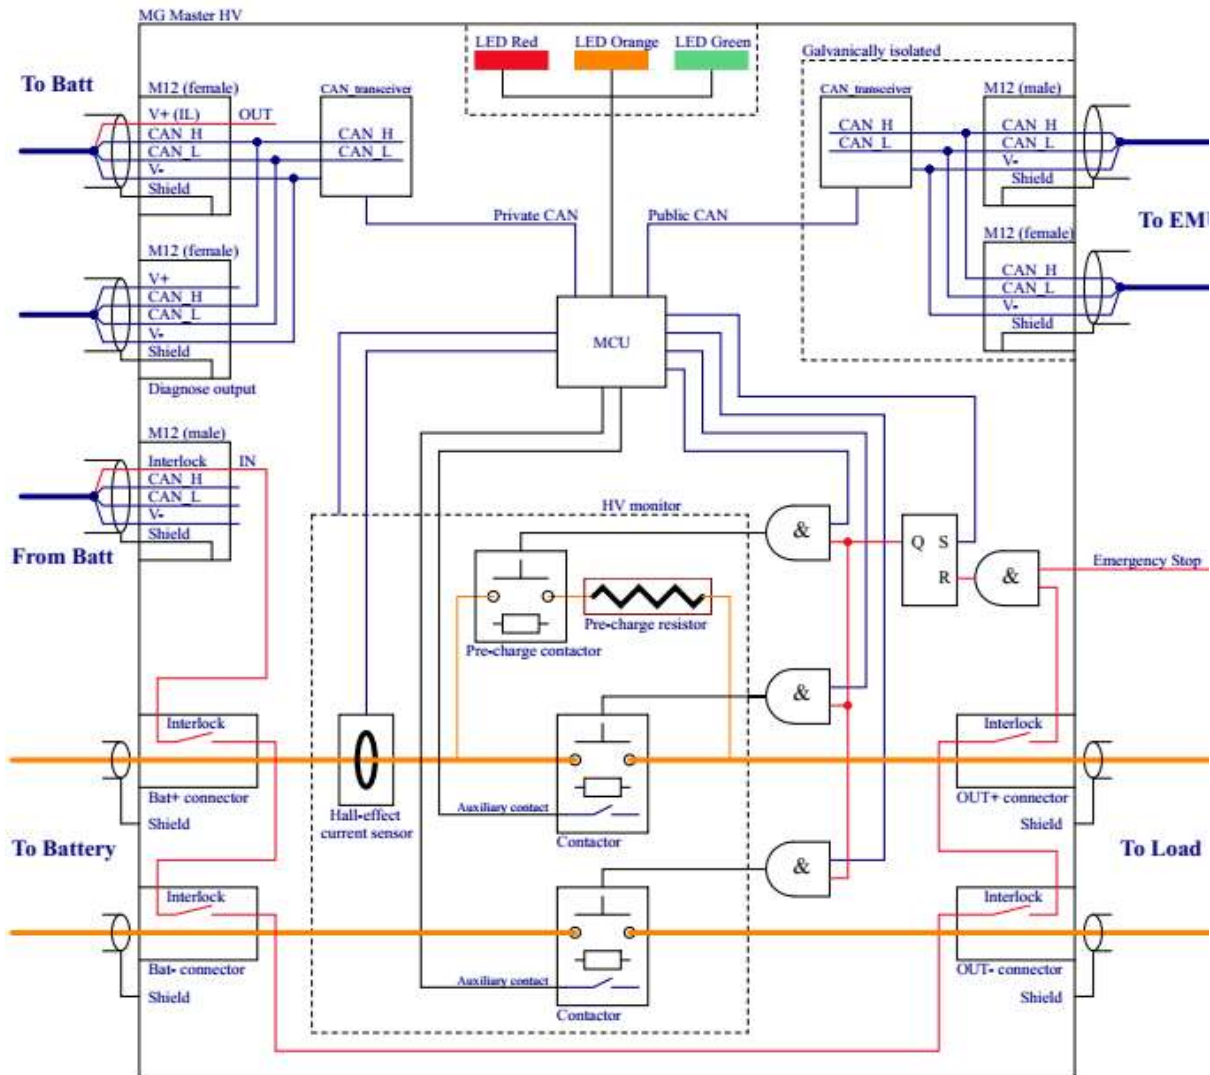 MG Master HV
LED Red
LED Orange
LED Green
Galvanically isolated
To Batt
M12 (female)
V+ (IL)
OUT
CAN_H
CAN_L
V-
Shield
CAN_transceiver
CAN_H
CAN_L
CAN_transceiver
CAN_H
CAN_L
M12 (male)
CAN_H
CAN_L
V-
Shield
Private CAN
Public CAN
To EMU
M12 (female)
V+
CAN_H
CAN_L
V-
Shield
Diagnose output
M12 (female)
CAN_H
CAN_L
V-
Shield
MCU
M12 (male)
Interlock
IN
CAN_H
CAN_L
V-
Shield
From Batt
HV monitor
&
Q
S
R
&
Emergency Stop
Pre-charge resistor
Pre-charge contactor
&
Interlock
Bat+ connector
Shield
Hall-effect
current sensor
Auxiliary contact
Contactor
Interlock
OUT+ connector
Shield
To Battery
To Load
&
Interlock
Bat- connector
Shield
Auxiliary contact
Contactor
Interlock
OUT- connector
Shield